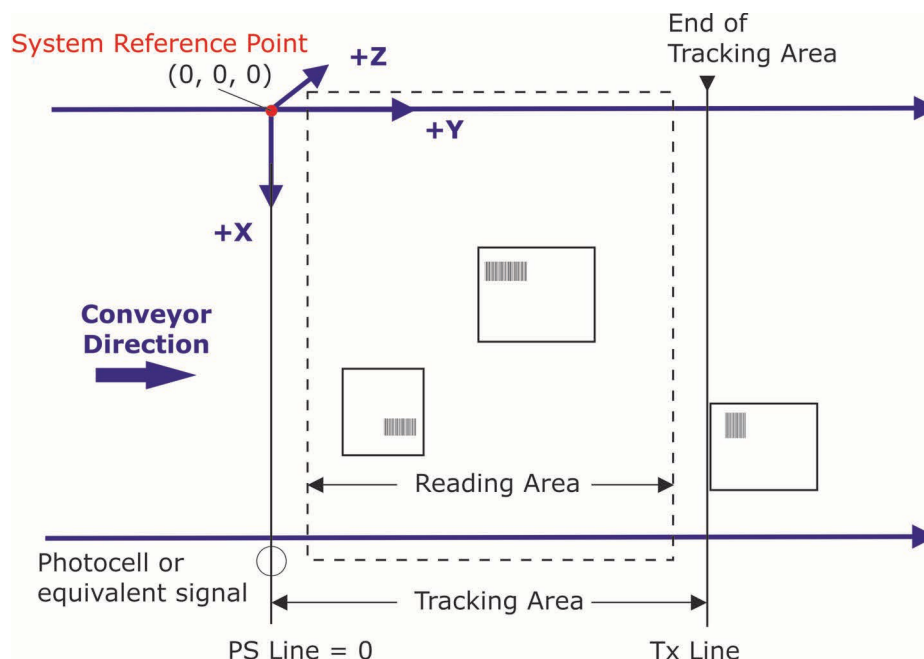 System Reference Point
(0, 0, 0)
+Z
End of
Tracking Area
+Y
+X
Conveyor
Direction
Reading Area
Photocell or
equivalent signal
Tracking Area
PS Line = 0
Tx Line